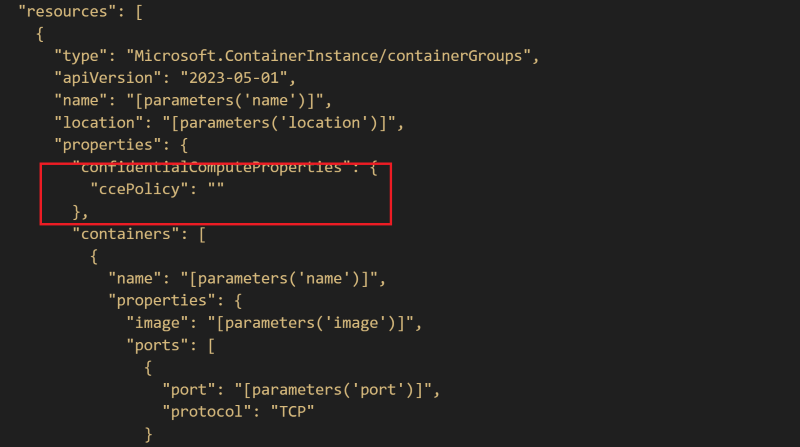 "resources": [
{
"type": "Microsoft.ContainerInstance/containerGroups",
"apiVersion": "2023-05-01",
"name": "[parameters('name')]",
"location": "[parameters('location')]",
"properties": {
"confidentialComputeProperties": {
"ccePolicy": ""
},
"containers": [
{
"name": "[parameters('name')]",
"properties": {
"image": "[parameters('image')]",
"ports": [
{
"port": "[parameters('port')]",
"protocol": "TCP"
}